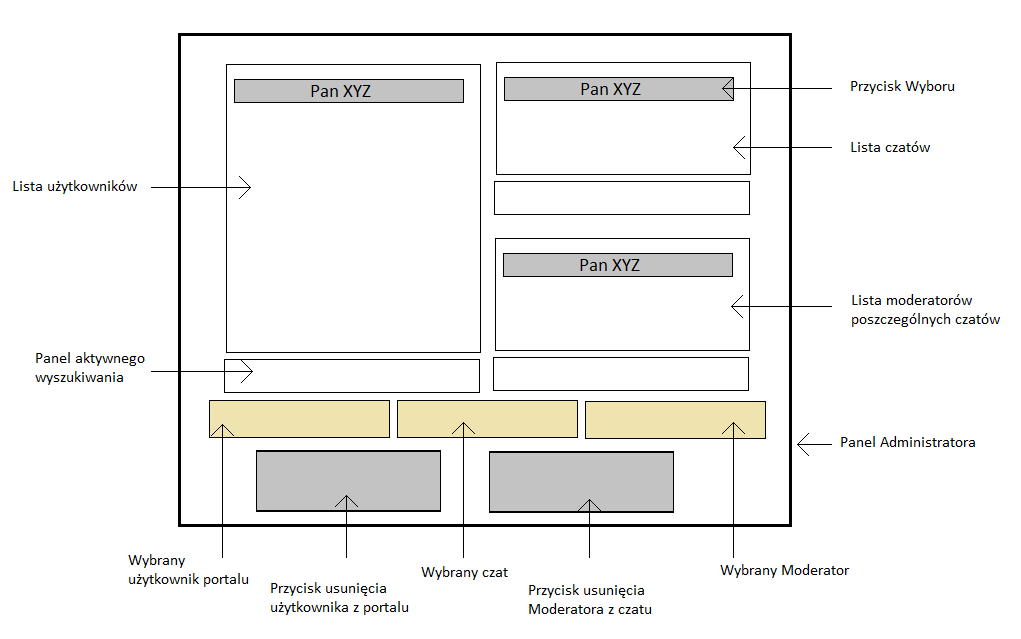 Pan XYZ
Pan XYZ
Przycisk Wyboru
Lista czatów
Lista użytkowników
Pan XYZ
Lista moderatorów
poszczególnych czatów
Panel aktywnego
wyszukiwania
Panel Administratora
Wybrany
użytkownik portalu
Przycisk usunięcia
użytkownika z portalu
Wybrany czat
Przycisk usunięcia
Moderatora z czatu
Wybrany Moderator